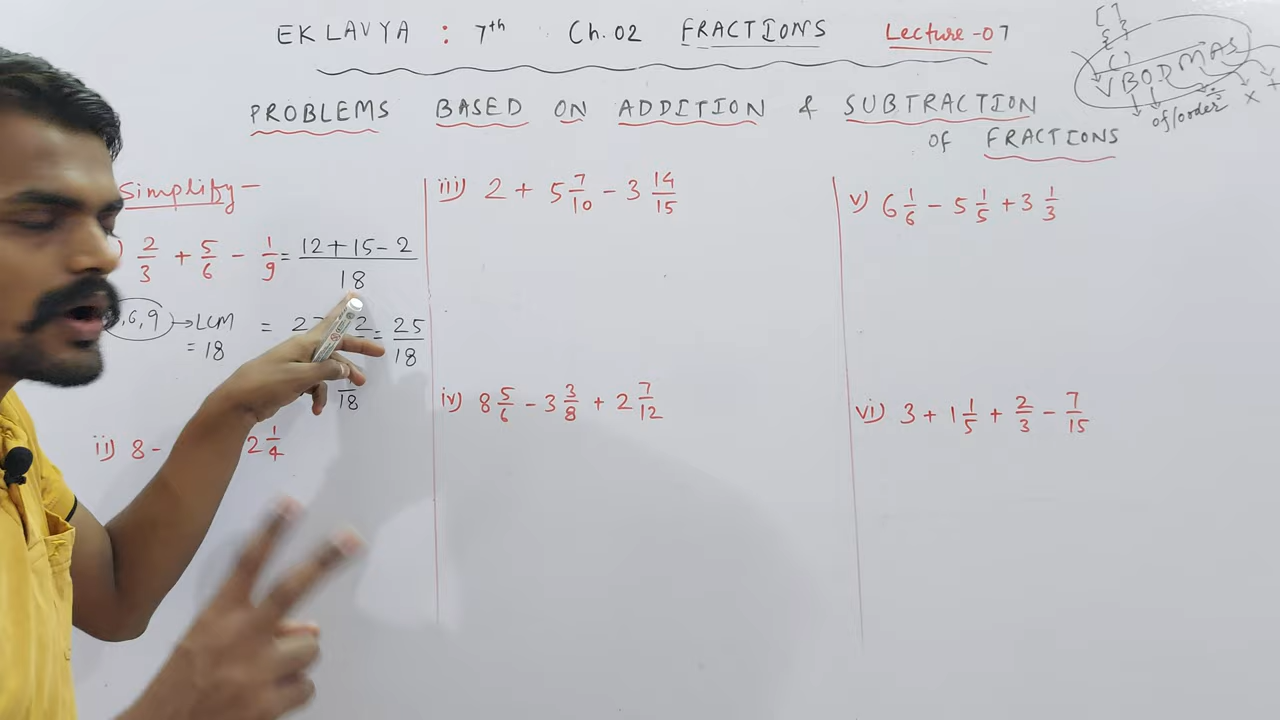 EKLAVYA : 7th Ch. 02 FRACTIONS Lecture-07
[ ]
{ }
( )
VBODMAS
of/order ÷ × +
PROBLEMS BASED ON ADDITION & SUBTRACTION
OF FRACTIONS
Simplify-
) 2/3 + 5/6 - 1/9 = (12+15-2)/18
,6,9) → LCM = 18
= 25/18
/18
ii) 8 - 2 1/4
iii) 2 + 5 7/10 - 3 14/15
iv) 8 5/6 - 3 3/8 + 2 7/12
v) 6 1/6 - 5 1/5 + 3 1/3
vi) 3 + 1 1/5 + 2/3 - 7/15